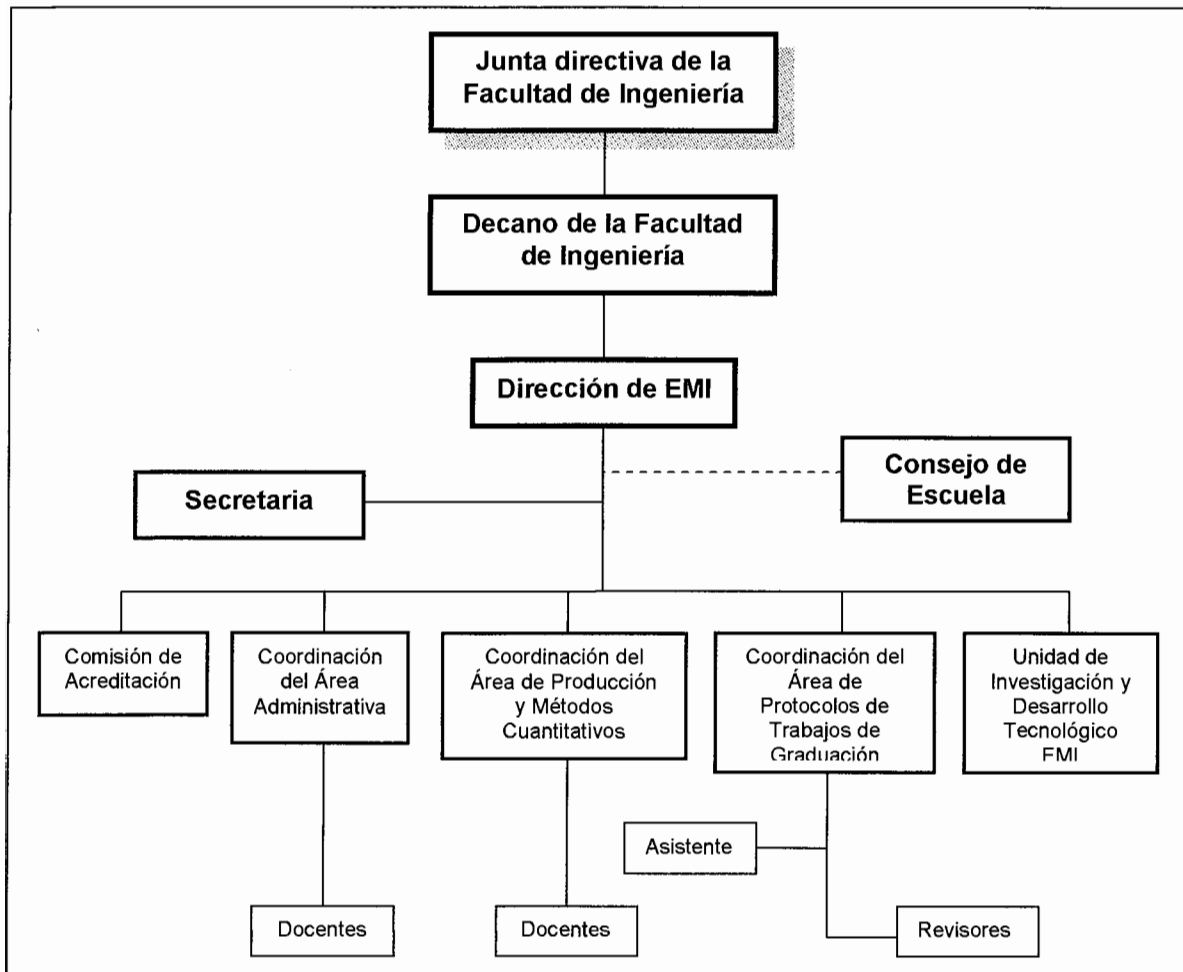 Junta directiva de la
Facultad de Ingeniería
Decano de la Facultad
de Ingeniería
Dirección de EMI
Consejo de
Escuela
Secretaria
Comisión de
Acreditación
Coordinación
del Área
Administrativa
Coordinación del
Área de Producción
y Métodos
Cuantitativos
Coordinación del
Área de
Protocolos de
Trabajos de
Graduación
Unidad de
Investigación y
Desarrollo
Tecnológico
EMI
Asistente
Docentes
Docentes
Revisores